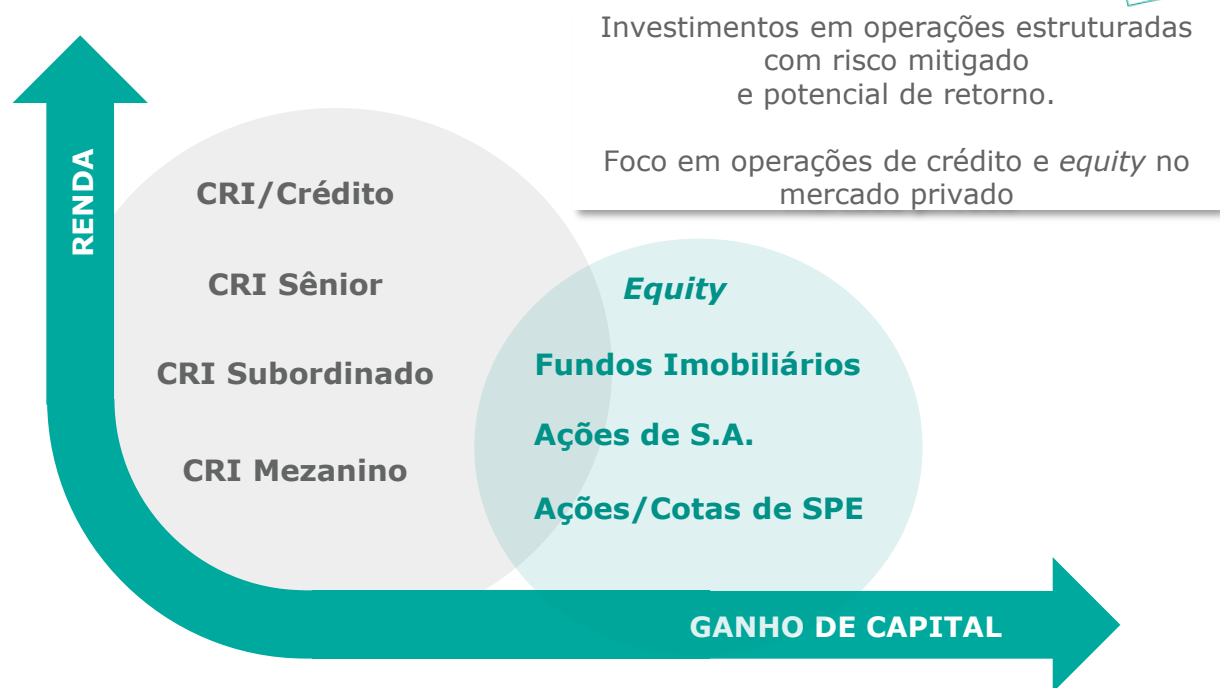 Investimentos em operações estruturadas
com risco mitigado
e potencial de retorno.
Foco em operações de crédito e equity no
mercado privado
RENDA
CRI/Crédito
CRI Sênior
CRI Subordinado
CRI Mezanino
Equity
Fundos Imobiliários
Ações de S.A.
Ações/Cotas de SPE
GANHO DE CAPITAL